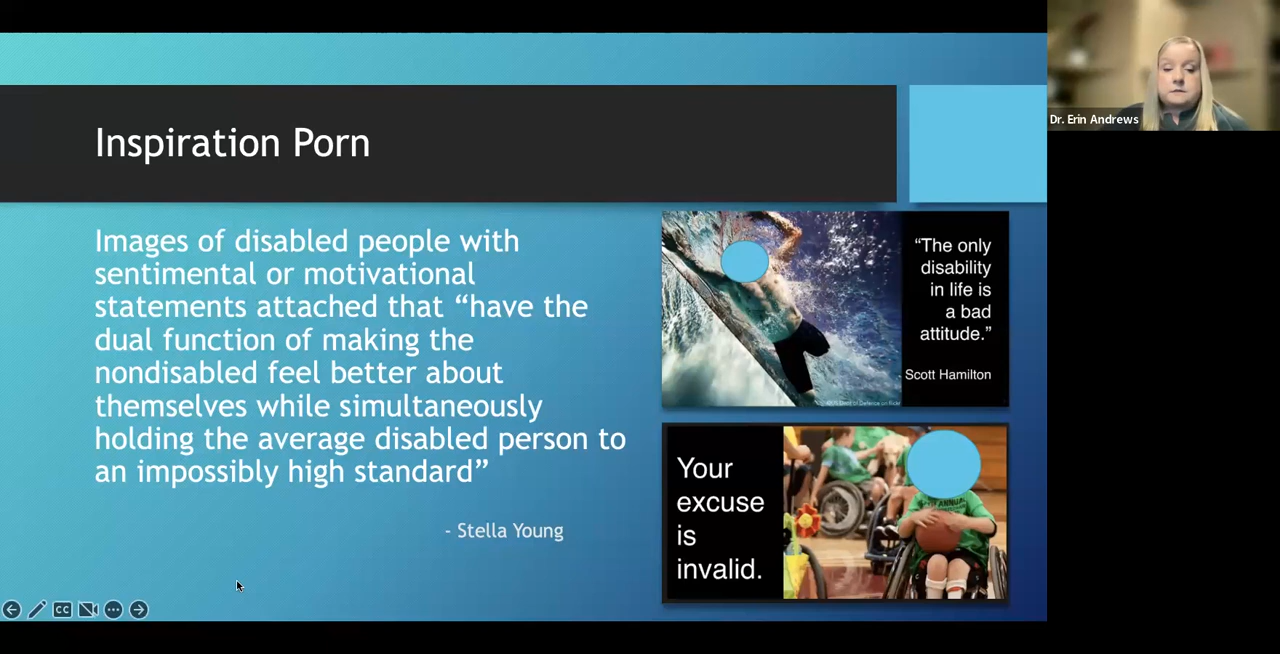 Inspiration Porn
Images of disabled people with
sentimental or motivational
statements attached that “have the
dual function of making the
nondisabled feel better about
themselves while simultaneously
holding the average disabled person to
an impossibly high standard”
- Stella Young
“The only
disability
in life is
a bad
attitude.”
- Scott Hamilton
Your
excuse
is
invalid.
ANNUAL
CC
Dr. Erin Andrews